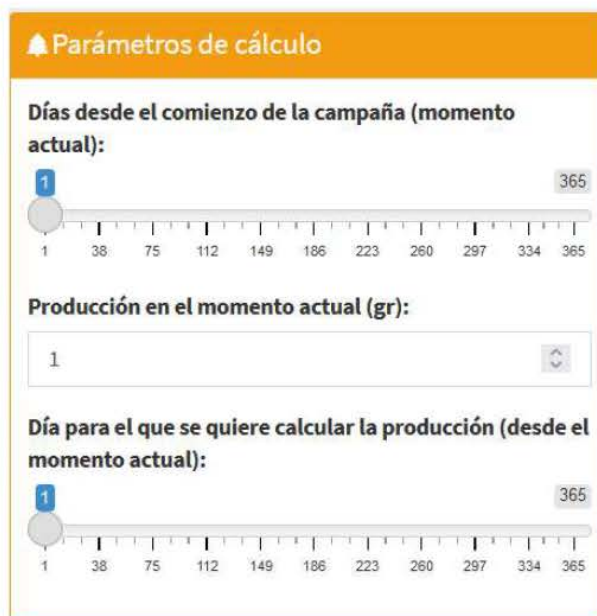 Parámetros de cálculo
Días desde el comienzo de la campaña (momento
actual):
1 365
1 38 75 112 149 186 223 260 297 334 365
Producción en el momento actual (gr):
1
Día para el que se quiere calcular la producción (desde el
momento actual):
1 365
1 38 75 112 149 186 223 260 297 334 365